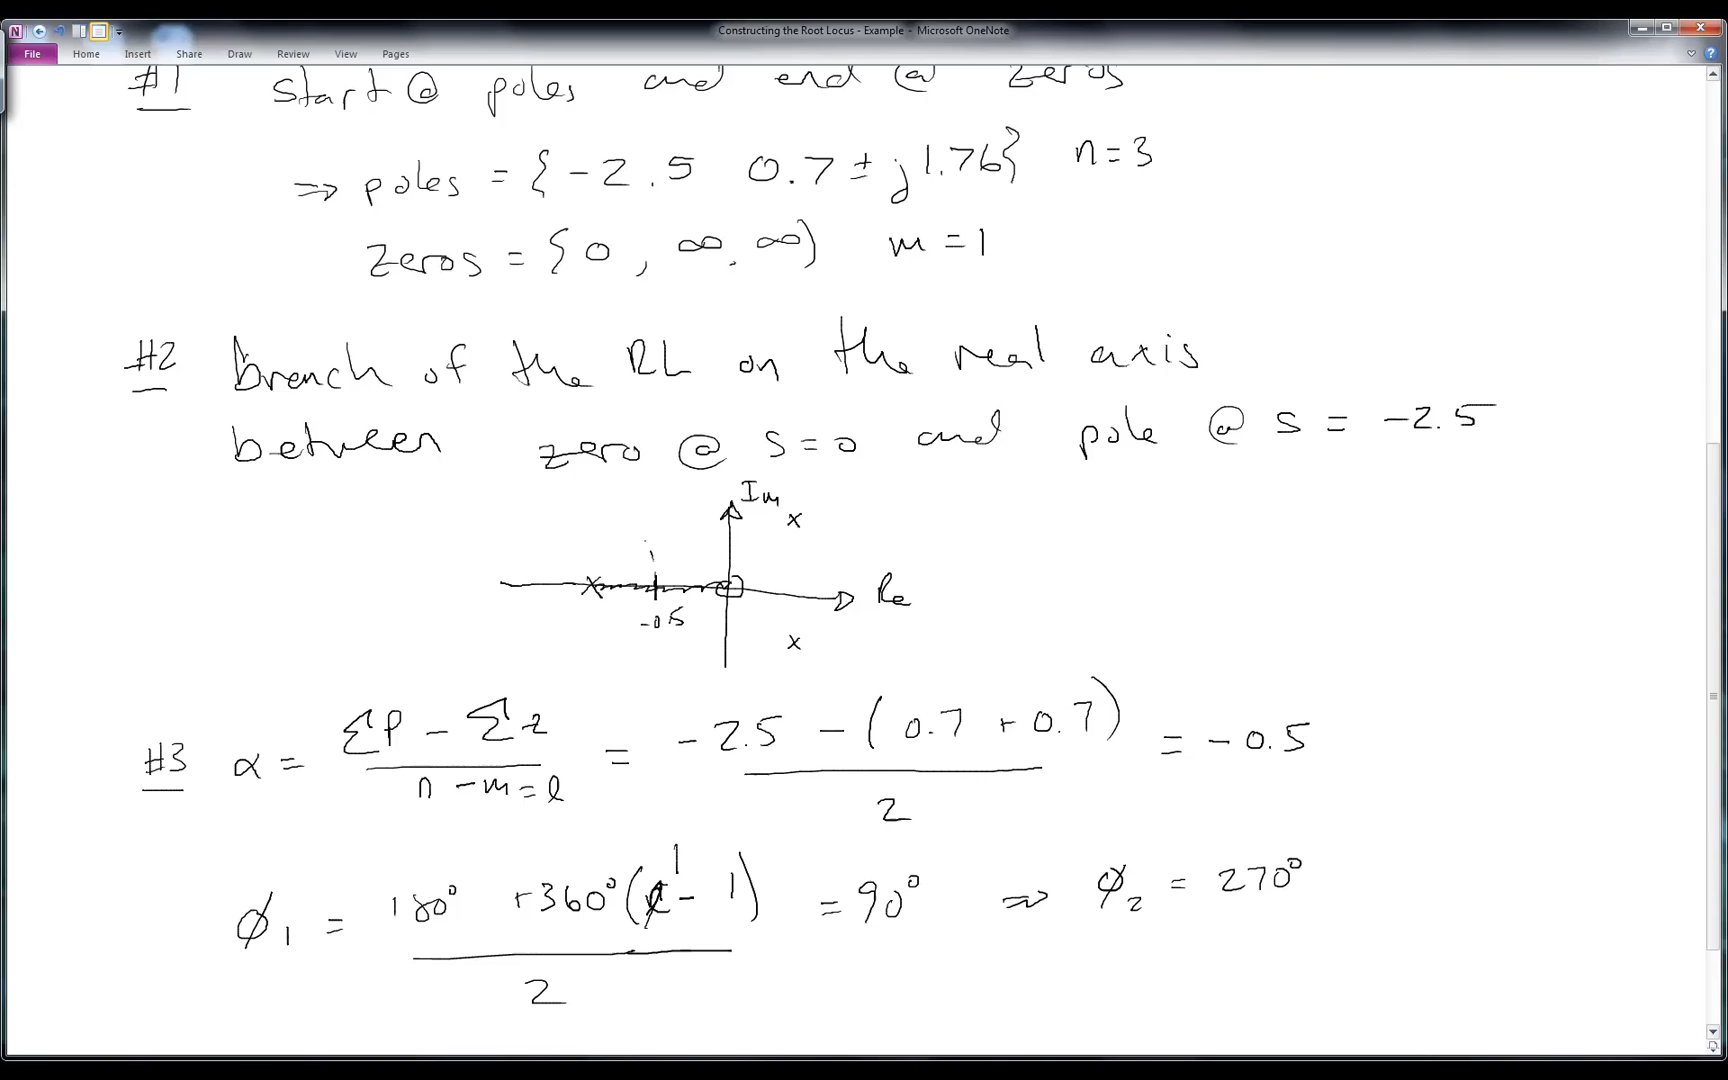 Constructing the Root Locus - Example - Microsoft OneNote
File Home Insert Share Draw Review View Pages
#1 Start @ poles and end @ zeros
⇒ poles = {-2.5 0.7 ± j1.76} n=3
zeros = {0, ∞, ∞) m = 1
#2 branch of the RL on the real axis
between zero @ s=0 and pole @ s = -2.5
Im
x
x
Re
-0.5
x
#3 α = (Σp - Σz) / (n - m = l) = (-2.5 - (0.7 + 0.7)) / 2 = -0.5
φ1 = (180° + 360°(1 - 1)) / 2 = 90° ⇒ φ2 = 270°